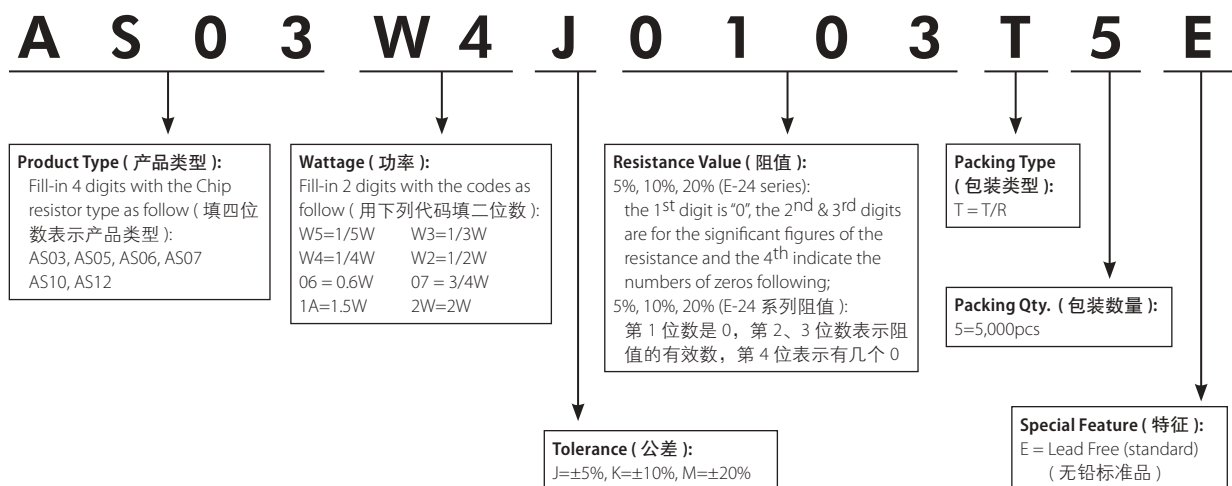 A S 0 3 W 4 J 0 1 0 3 T 5 E
Product Type ( 产品类型 ):
Fill-in 4 digits with the Chip
resistor type as follow ( 填四位
数表示产品类型 ):
AS03, AS05, AS06, AS07
AS10, AS12
Wattage ( 功率 ):
Fill-in 2 digits with the codes as
follow ( 用下列代码填二位数 ):
W5=1/5W W3=1/3W
W4=1/4W W2=1/2W
06 = 0.6W 07 = 3/4W
1A=1.5W 2W=2W
Resistance Value ( 阻值 ):
5%, 10%, 20% (E-24 series):
the 1st digit is “0”, the 2nd & 3rd digits
are for the significant figures of the
resistance and the 4th indicate the
numbers of zeros following;
5%, 10%, 20% (E-24 系列阻值 ):
第 1 位数是 0，第 2、3 位数表示阻
值的有效数，第 4 位表示有几个 0
Packing Type
( 包装类型 ):
T = T/R
Packing Qty. ( 包装数量 ):
5=5,000pcs
Tolerance ( 公差 ):
J=±5%, K=±10%, M=±20%
Special Feature ( 特征 ):
E = Lead Free (standard)
( 无铅标准品 )